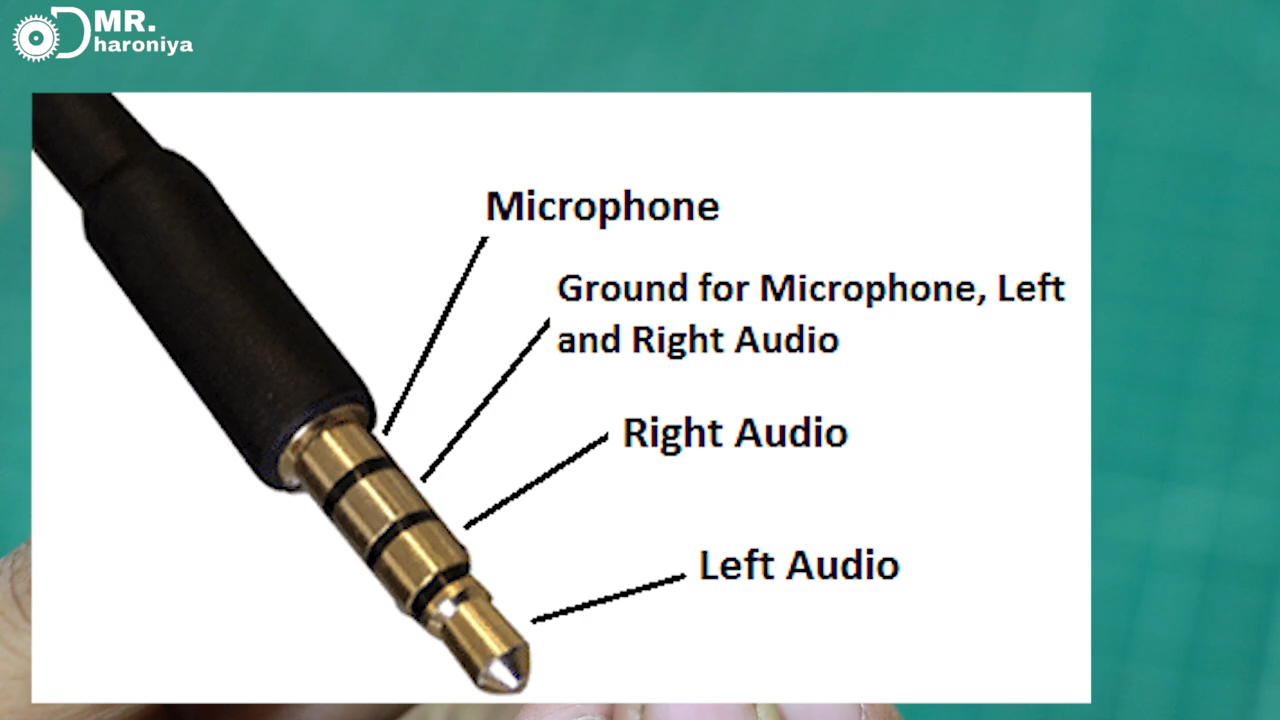 MR.
haroniya
Microphone
Ground for Microphone, Left
and Right Audio
Right Audio
Left Audio